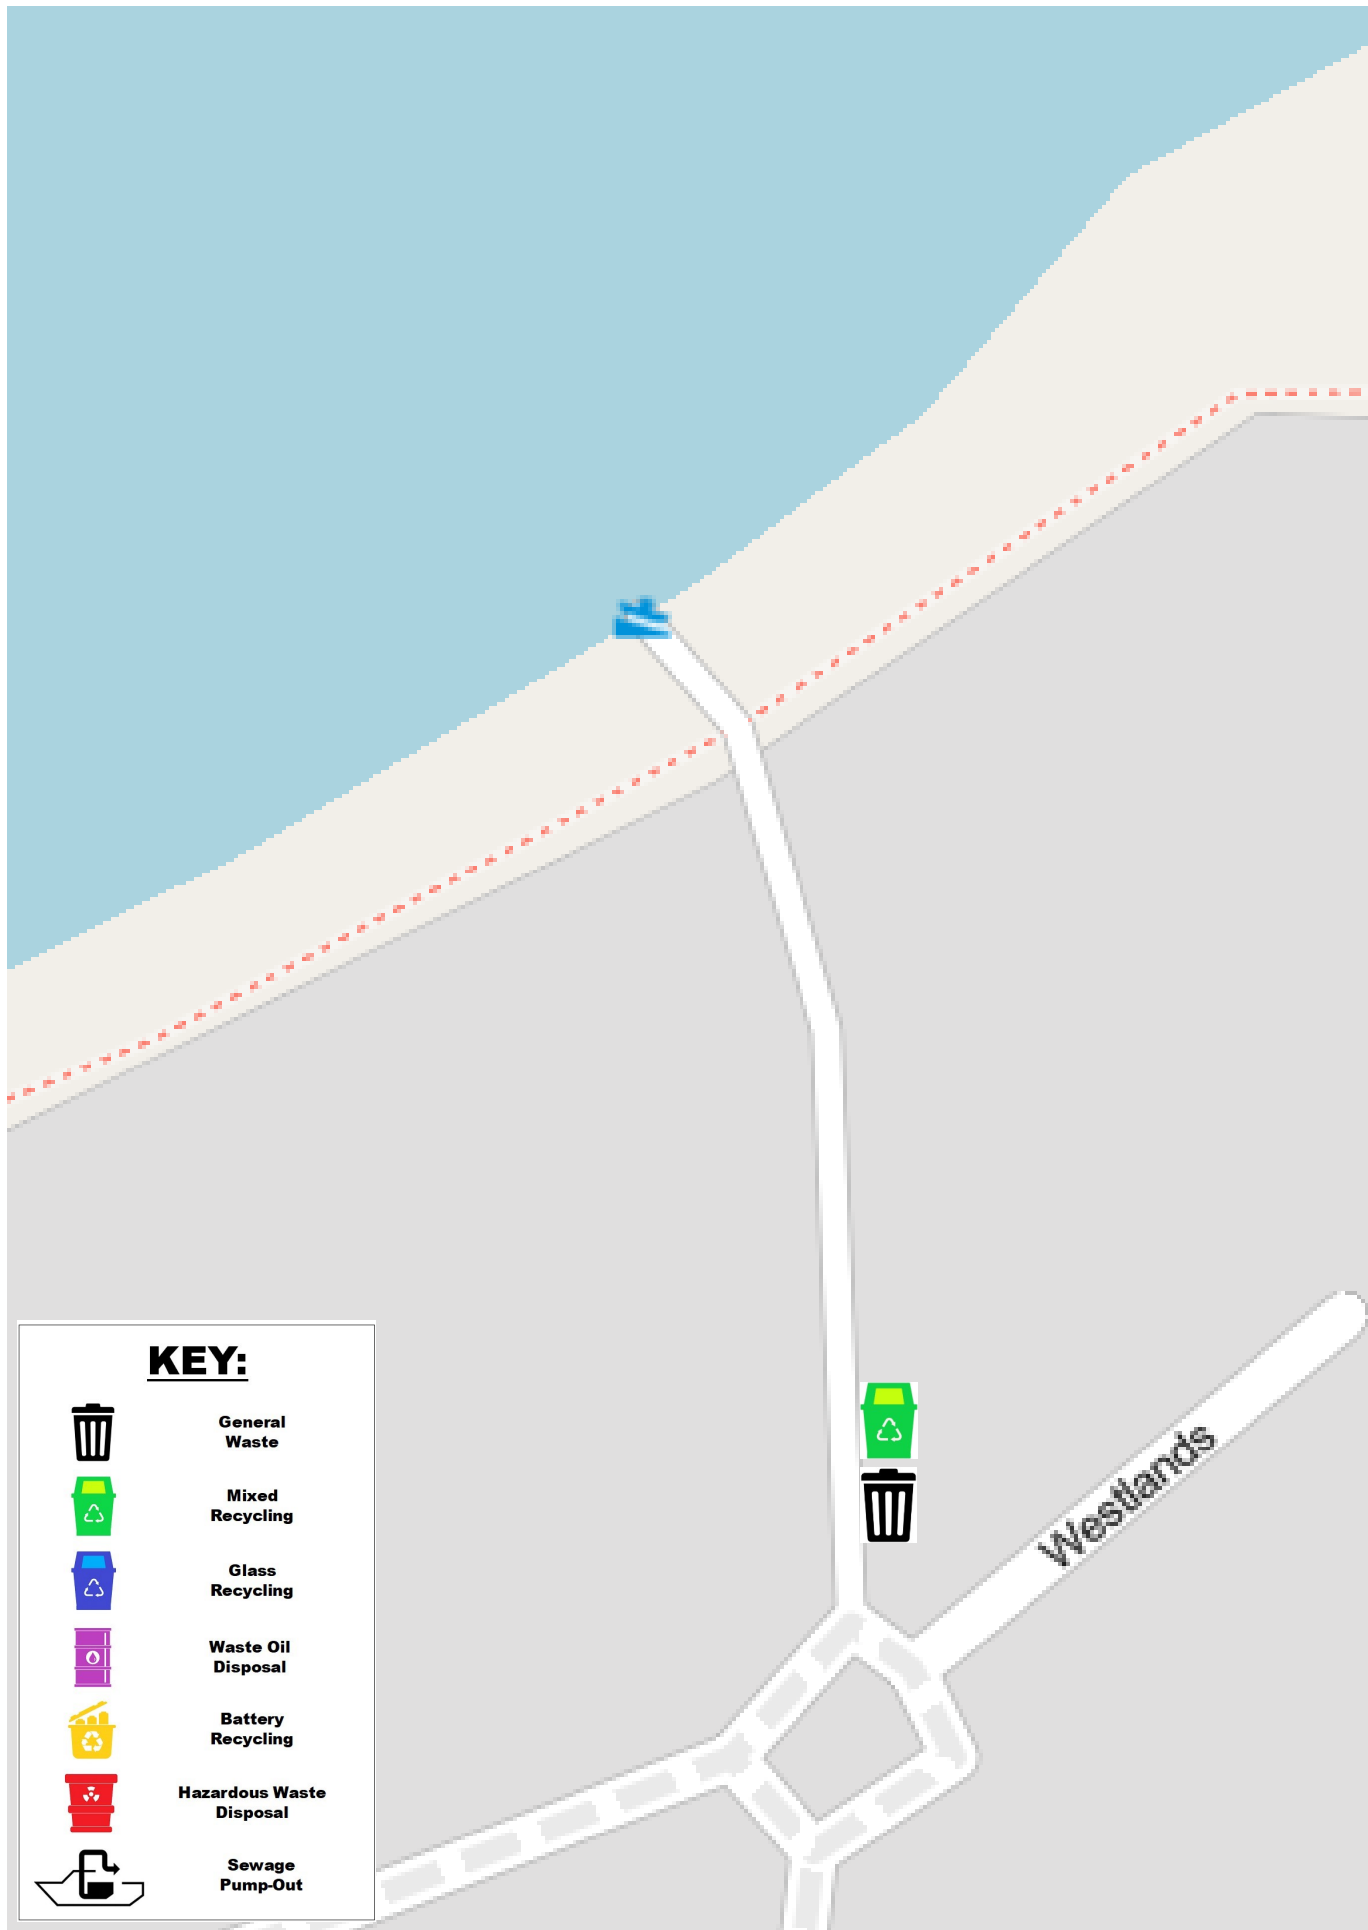 Westlands
KEY:
General
Waste
Mixed
Recycling
Glass
Recycling
Waste Oil
Disposal
Battery
Recycling
Hazardous Waste
Disposal
Sewage
Pump-Out